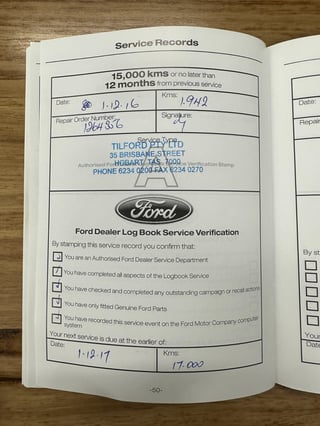 Service Records
15,000 kms or no later than
12 months from previous service
Date: 1-12-16
Kms: 1.942
Repair Order Number:
Signature:
Service Type
TILFORD PTY LTD
35 BRISBANE STREET
HOBART, TAS, 7000
Authorised Service Verification Stamp
PHONE 6234 0200 FAX 6234 0270
A
Ford
Ford Dealer Log Book Service Verification
By stamping this service record you confirm that:
You are an Authorised Ford Dealer Service Department
You have completed all aspects of the Logbook Service
You have checked and completed any outstanding campaign or recall actions
You have only fitted Genuine Ford Parts
You have recorded this service event on the Ford Motor Company computer
system
Your next service is due at the earlier of:
Date: 1-12-17
Kms: 17.000
-50-
Date:
Repair
By st
Your
Date